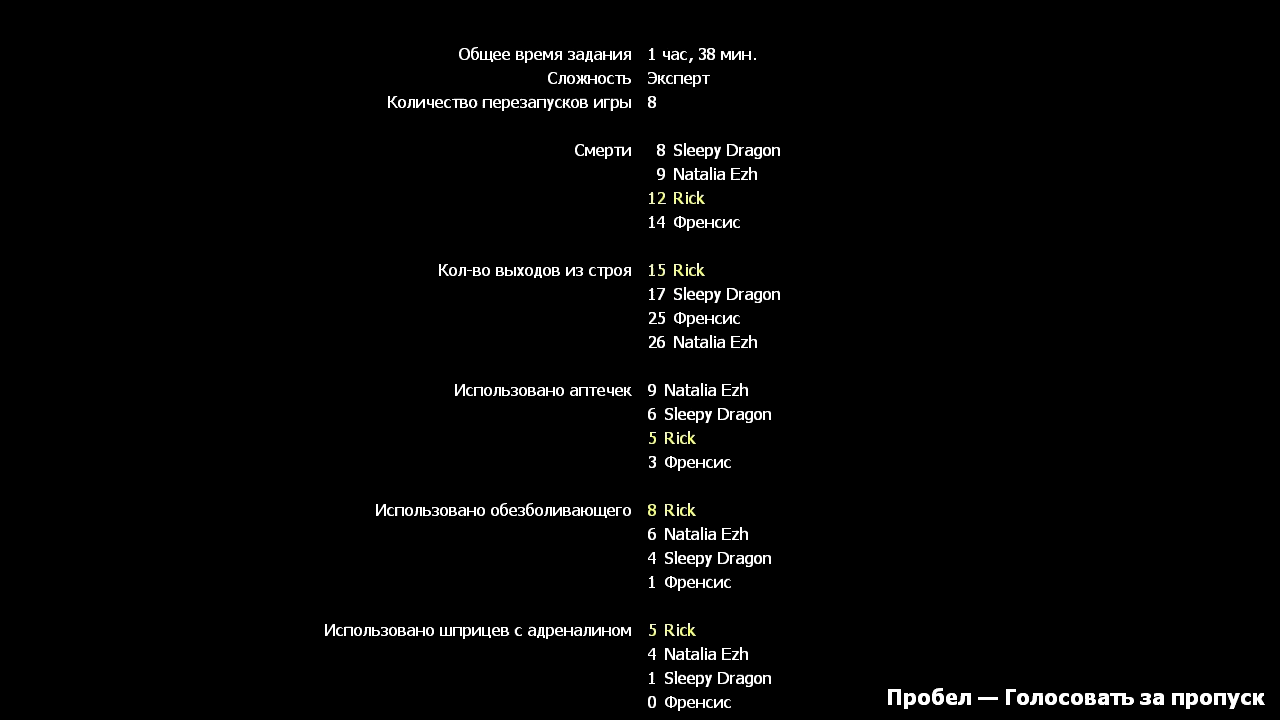 Общее время задания 1 час, 38 мин.
Сложность Эксперт
Количество перезапусков игры 8
Смерти 8 Sleepy Dragon
9 Natalia Ezh
12 Rick
14 Френсис
Кол-во выходов из строя 15 Rick
17 Sleepy Dragon
25 Френсис
26 Natalia Ezh
Использовано аптечек 9 Natalia Ezh
6 Sleepy Dragon
5 Rick
3 Френсис
Использовано обезболивающего 8 Rick
6 Natalia Ezh
4 Sleepy Dragon
1 Френсис
Использовано шприцев с адреналином 5 Rick
4 Natalia Ezh
1 Sleepy Dragon
0 Френсис
Пробел — Голосовать за пропуск